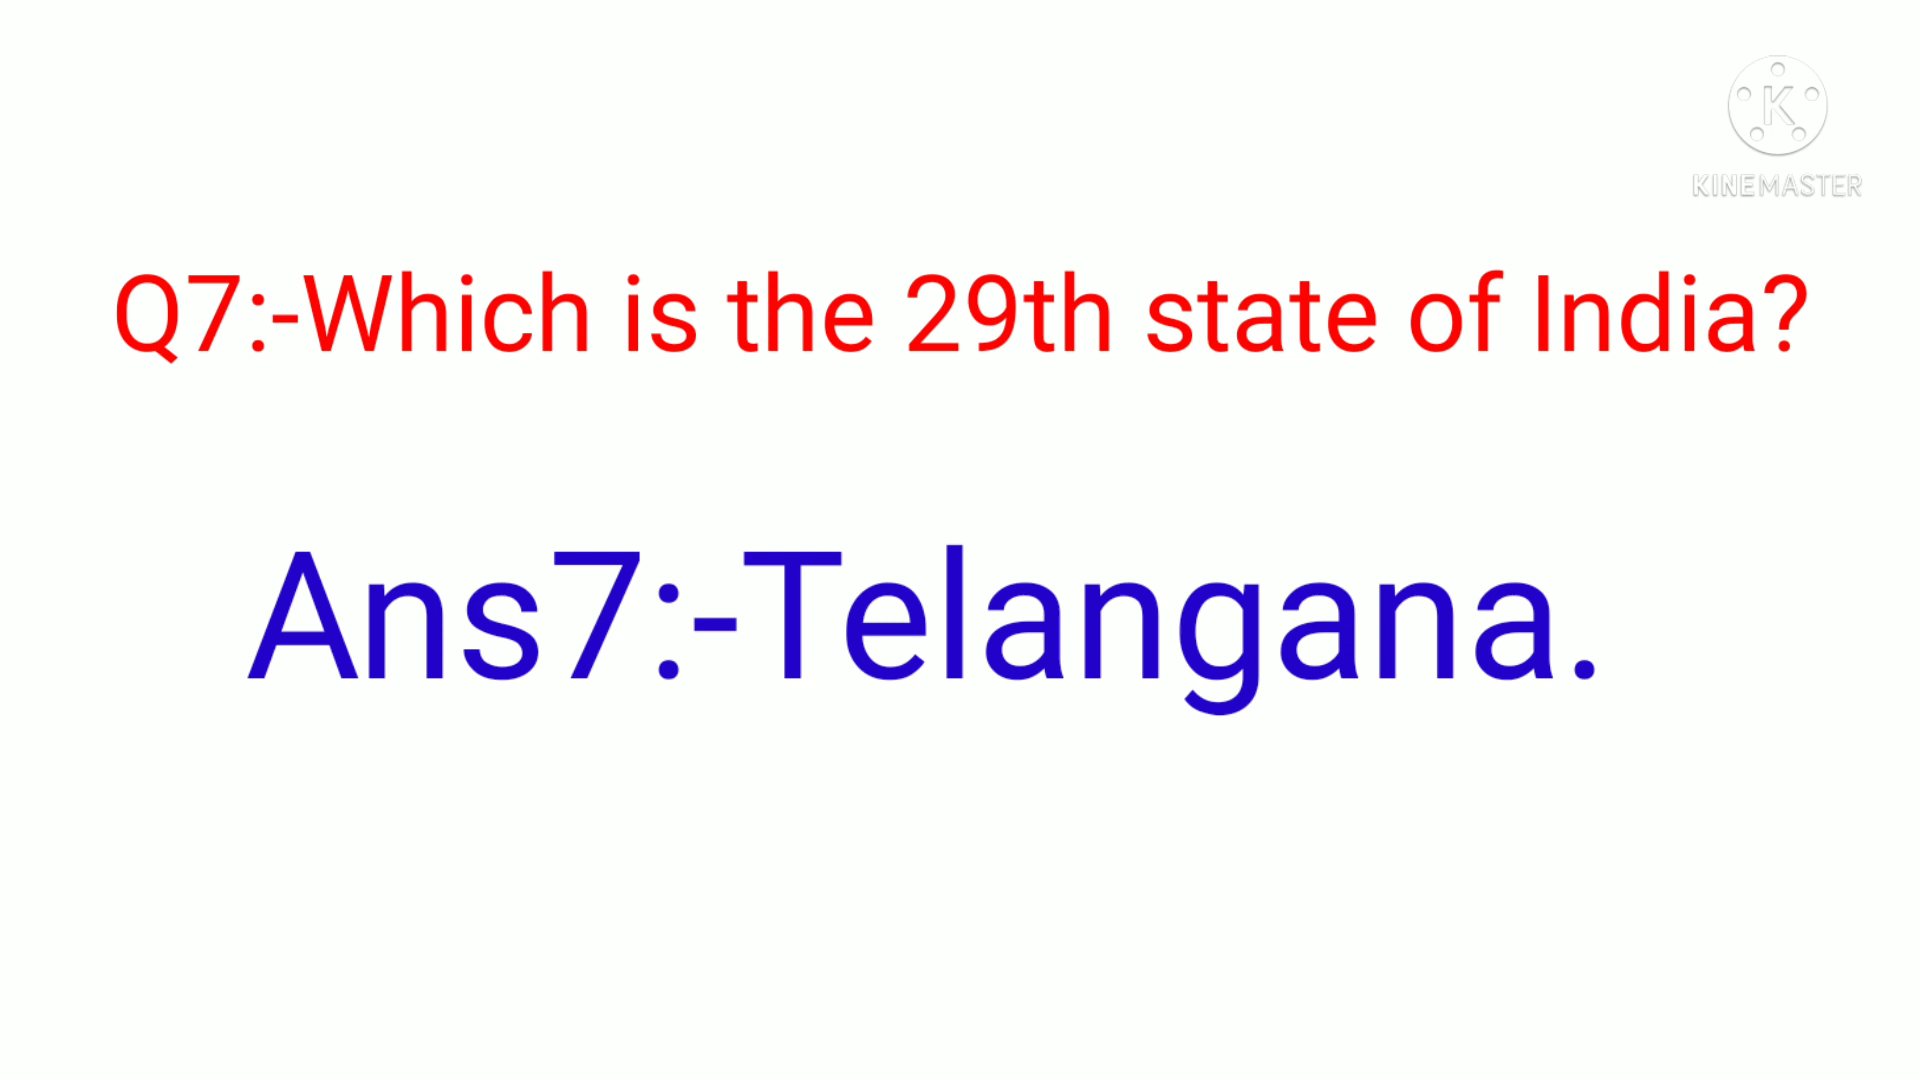 K
KINEMASTER
Q7:-Which is the 29th state of India?
Ans7:-Telangana.